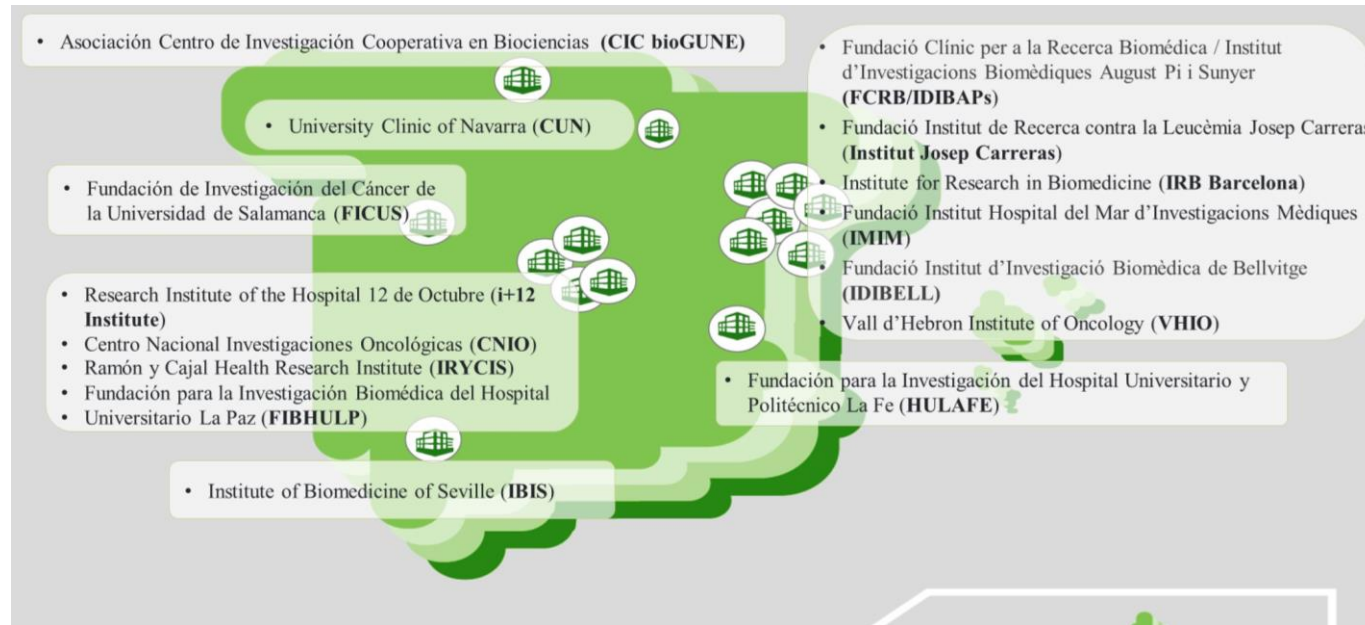 • Asociación Centro de Investigación Cooperativa en Biociencias (CIC bioGUNE)
• University Clinic of Navarra (CUN)
• Fundación de Investigación del Cáncer de
la Universidad de Salamanca (FICUS)
• Research Institute of the Hospital 12 de Octubre (i+12
Institute)
• Centro Nacional Investigaciones Oncológicas (CNIO)
• Ramón y Cajal Health Research Institute (IRYCIS)
• Fundación para la Investigación Biomédica del Hospital
• Universitario La Paz (FIBHULP)
• Institute of Biomedicine of Seville (IBIS)
• Fundació Clínic per a la Recerca Biomédica / Institut
d’Investigacions Biomèdiques August Pi i Sunyer
(FCRB/IDIBAPs)
• Fundació Institut de Recerca contra la Leucèmia Josep Carreras
(Institut Josep Carreras)
• Institute for Research in Biomedicine (IRB Barcelona)
• Fundació Institut Hospital del Mar d’Investigacions Mèdiques
(IMIM)
• Fundació Institut d’Investigació Biomèdica de Bellvitge
(IDIBELL)
• Vall d’Hebron Institute of Oncology (VHIO)
• Fundación para la Investigación del Hospital Universitario y
Politécnico La Fe (HULAFE)